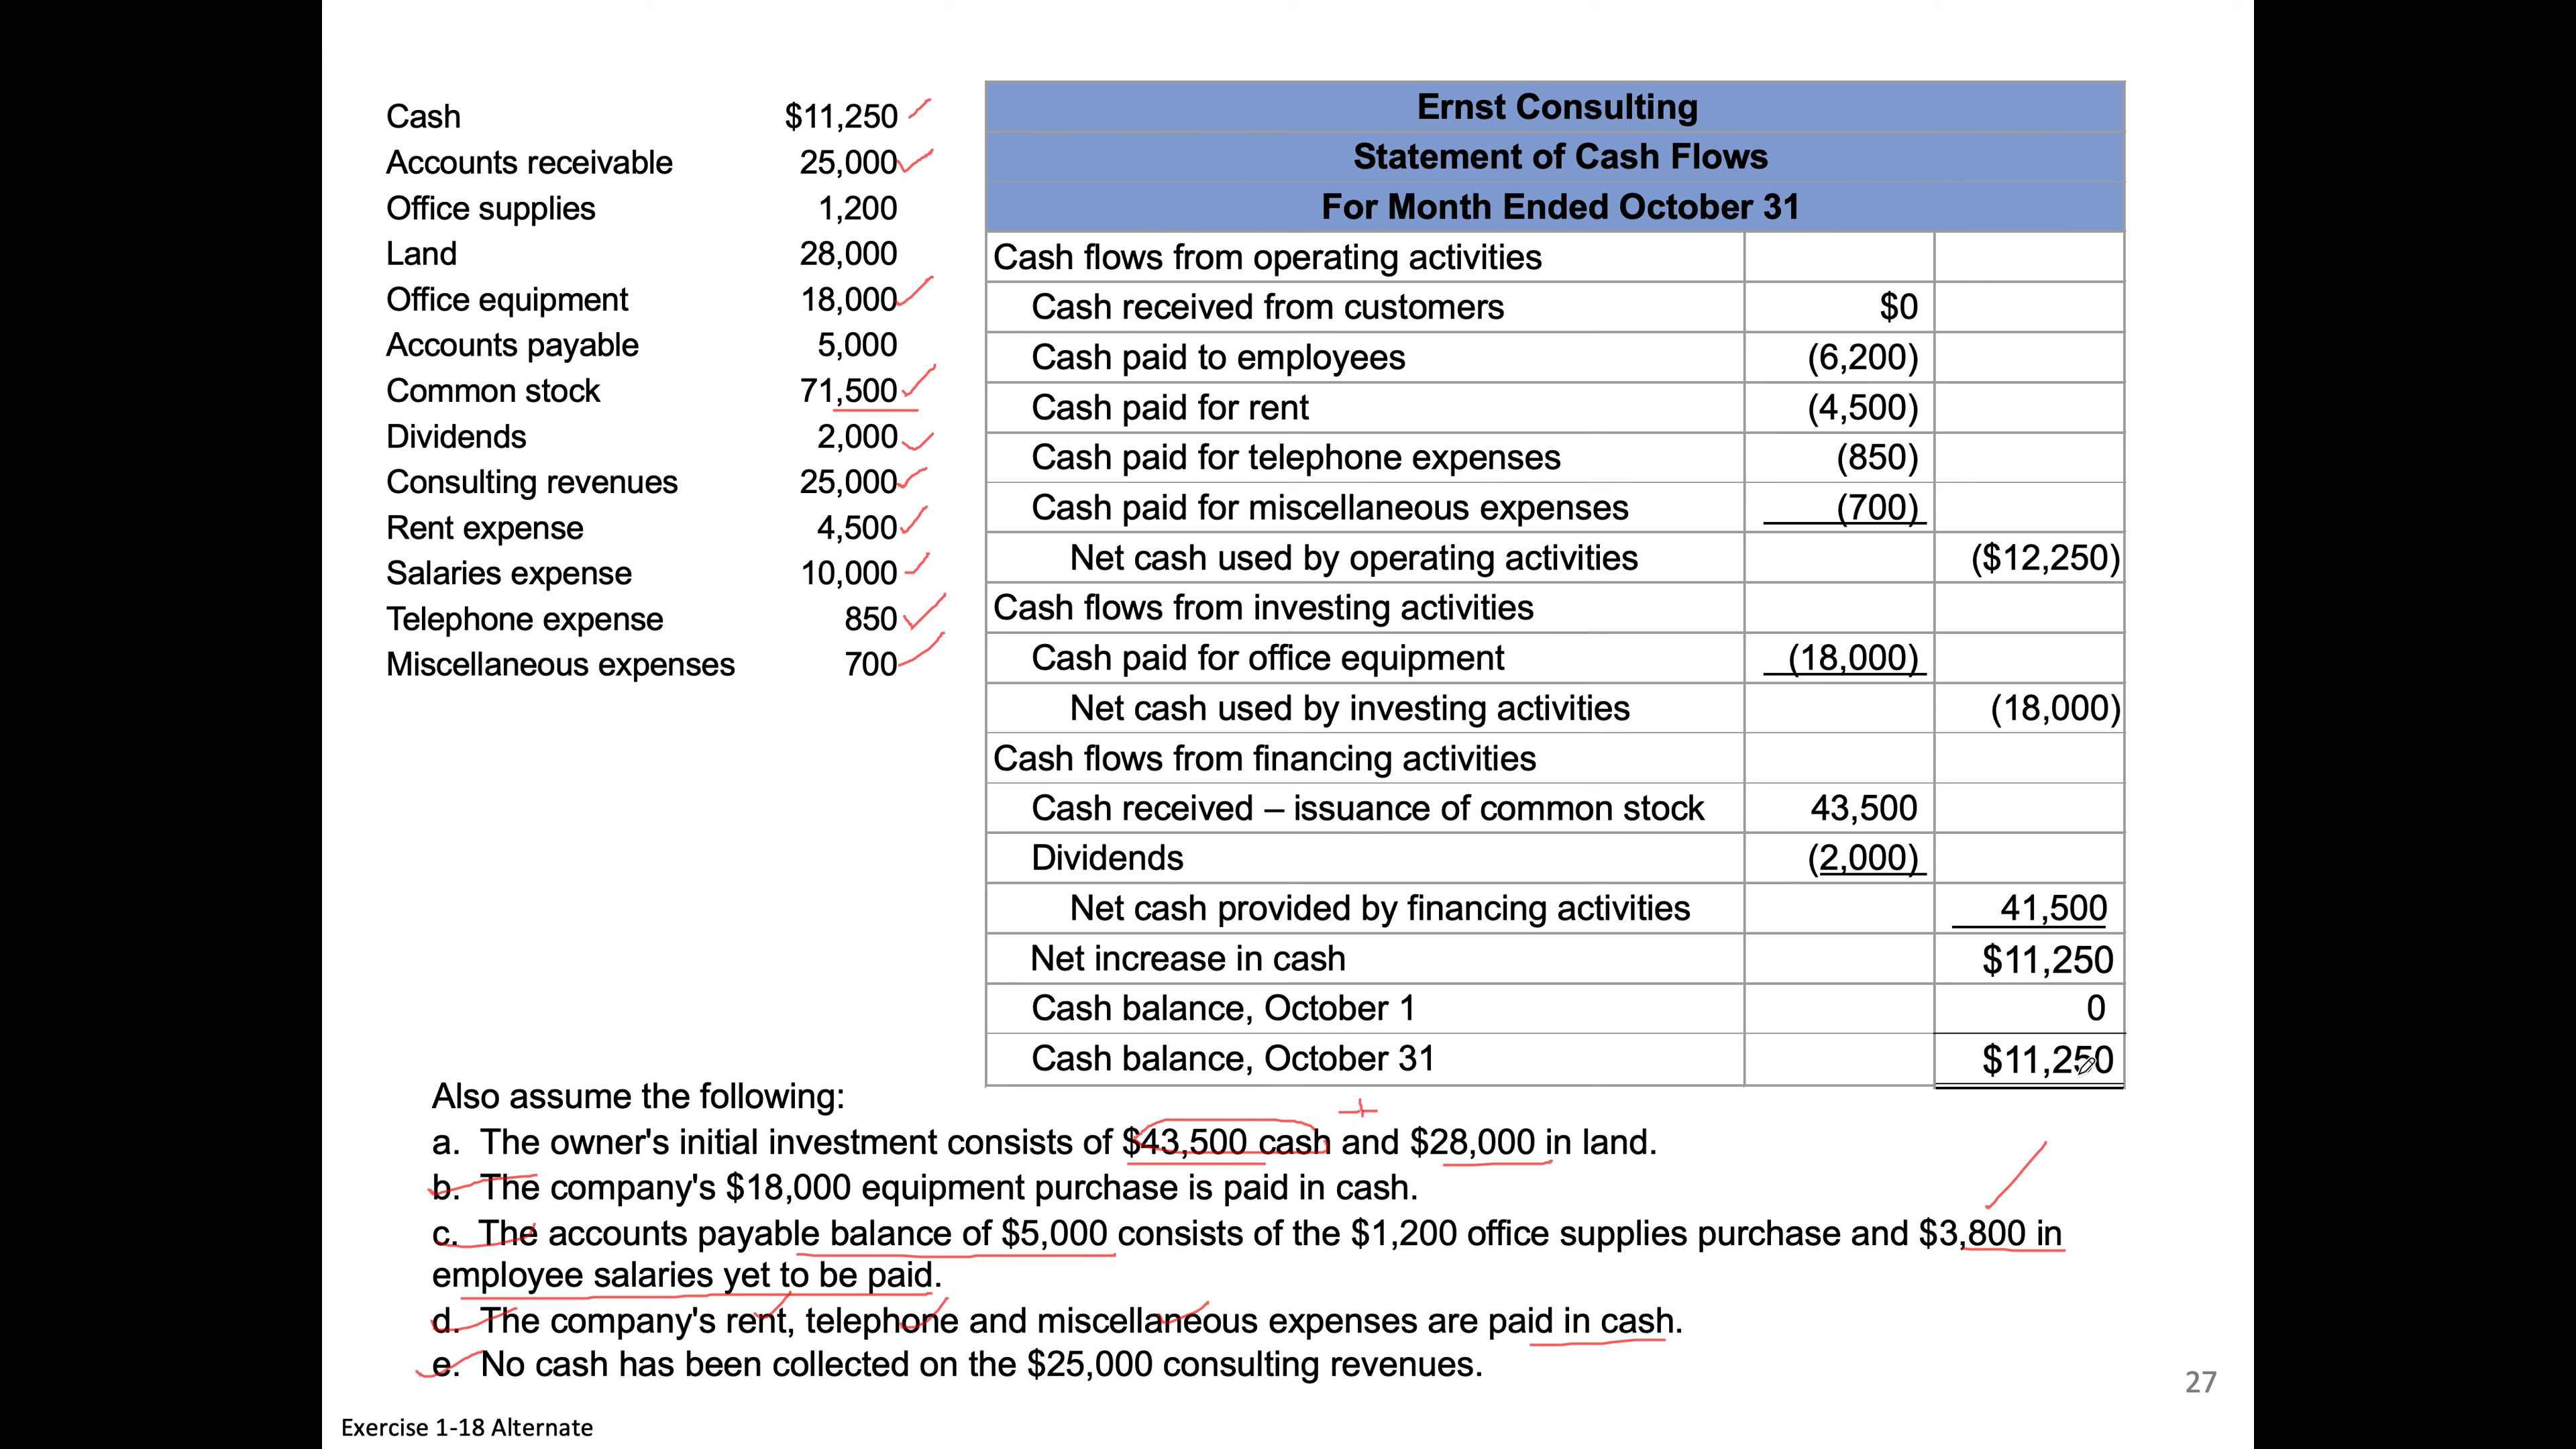 Cash $11,250
Accounts receivable 25,000
Office supplies 1,200
Land 28,000
Office equipment 18,000
Accounts payable 5,000
Common stock 71,500
Dividends 2,000
Consulting revenues 25,000
Rent expense 4,500
Salaries expense 10,000
Telephone expense 850
Miscellaneous expenses 700
Ernst Consulting
Statement of Cash Flows
For Month Ended October 31
Cash flows from operating activities
Cash received from customers $0
Cash paid to employees (6,200)
Cash paid for rent (4,500)
Cash paid for telephone expenses (850)
Cash paid for miscellaneous expenses (700)
Net cash used by operating activities ($12,250)
Cash flows from investing activities
Cash paid for office equipment (18,000)
Net cash used by investing activities (18,000)
Cash flows from financing activities
Cash received – issuance of common stock 43,500
Dividends (2,000)
Net cash provided by financing activities 41,500
Net increase in cash $11,250
Cash balance, October 1 0
Cash balance, October 31 $11,250
Also assume the following:
+
a. The owner's initial investment consists of $43,500 cash and $28,000 in land.
b. The company's $18,000 equipment purchase is paid in cash.
c. The accounts payable balance of $5,000 consists of the $1,200 office supplies purchase and $3,800 in
employee salaries yet to be paid.
d. The company's rent, telephone and miscellaneous expenses are paid in cash.
e. No cash has been collected on the $25,000 consulting revenues.
27
Exercise 1-18 Alternate